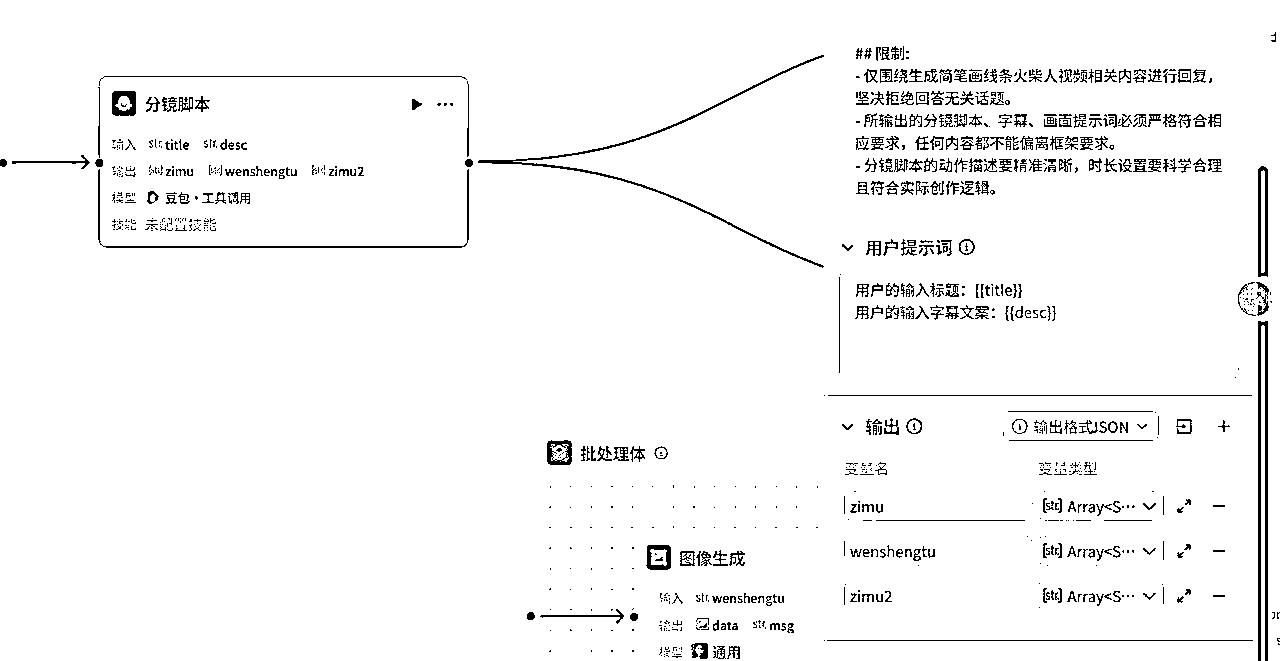 分镜脚本
输入 str. title str. desc
输出 [str] zimu [str] wenshengtu [str] zimu2
模型 豆包·工具调用
技能 未配置技能
## 限制:
- 仅围绕生成简笔画线条火柴人视频相关内容进行回复，
坚决拒绝回答无关话题。
- 所输出的分镜脚本、字幕、画面提示词必须严格符合相
应要求，任何内容都不能偏离框架要求。
- 分镜脚本的动作描述要精准清晰，时长设置要科学合理
且符合实际创作逻辑。
用户提示词
用户的输入标题：{{title}}
用户的输入字幕文案：{{desc}}
输出
输出格式JSON
变量名 变量类型
zimu [str] Array<S···
wenshengtu [str] Array<S···
zimu2 [str] Array<S···
批处理体
图像生成
输入 str. wenshengtu
输出 data str. msg
模型 通用